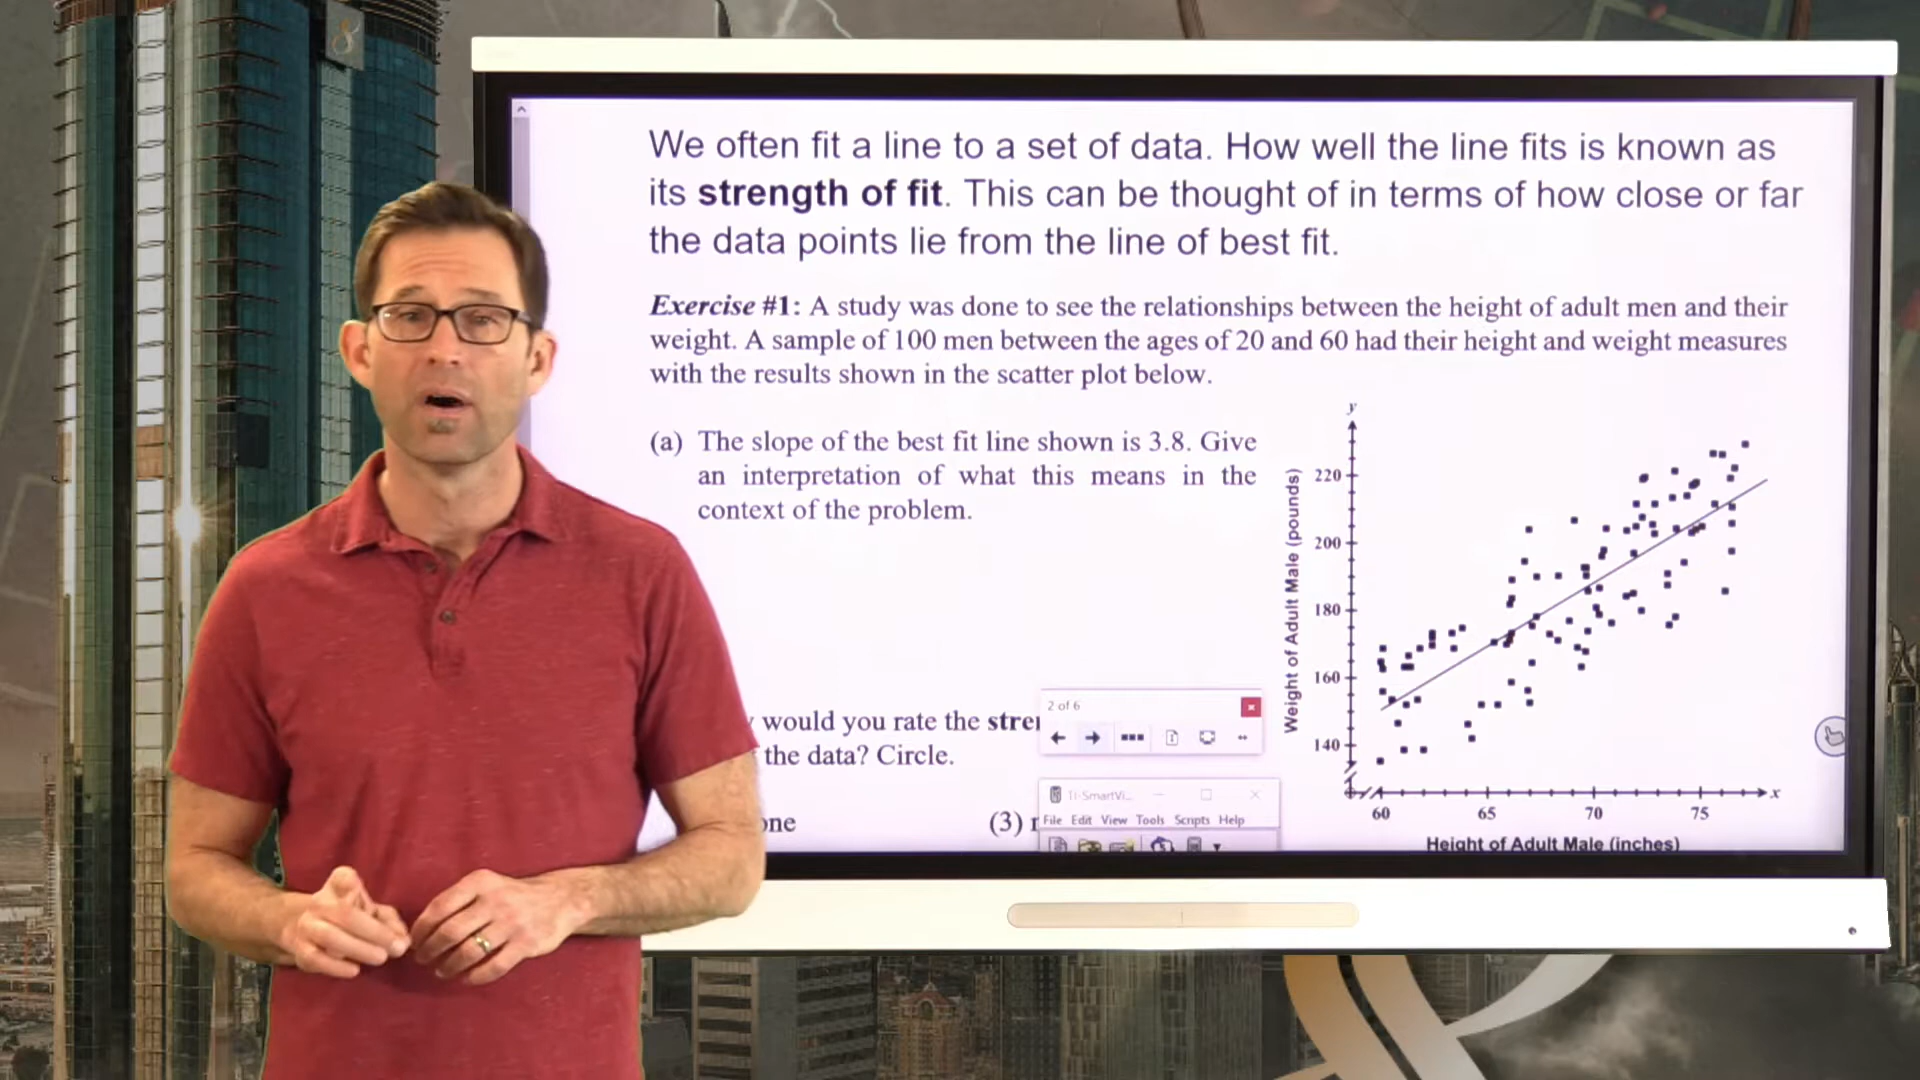 We often fit a line to a set of data. How well the line fits is known as
its strength of fit. This can be thought of in terms of how close or far
the data points lie from the line of best fit.
Exercise #1: A study was done to see the relationships between the height of adult men and their
weight. A sample of 100 men between the ages of 20 and 60 had their height and weight measures
with the results shown in the scatter plot below.
(a) The slope of the best fit line shown is 3.8. Give
an interpretation of what this means in the
context of the problem.
would you rate the
the data? Circle.
(3)
2 of 6
TI-SmartVi...
File Edit View Tools Scripts Help
y
220
200
180
160
140
Weight of Adult Male (pounds)
x
60 65 70 75
Height of Adult Male (inches)